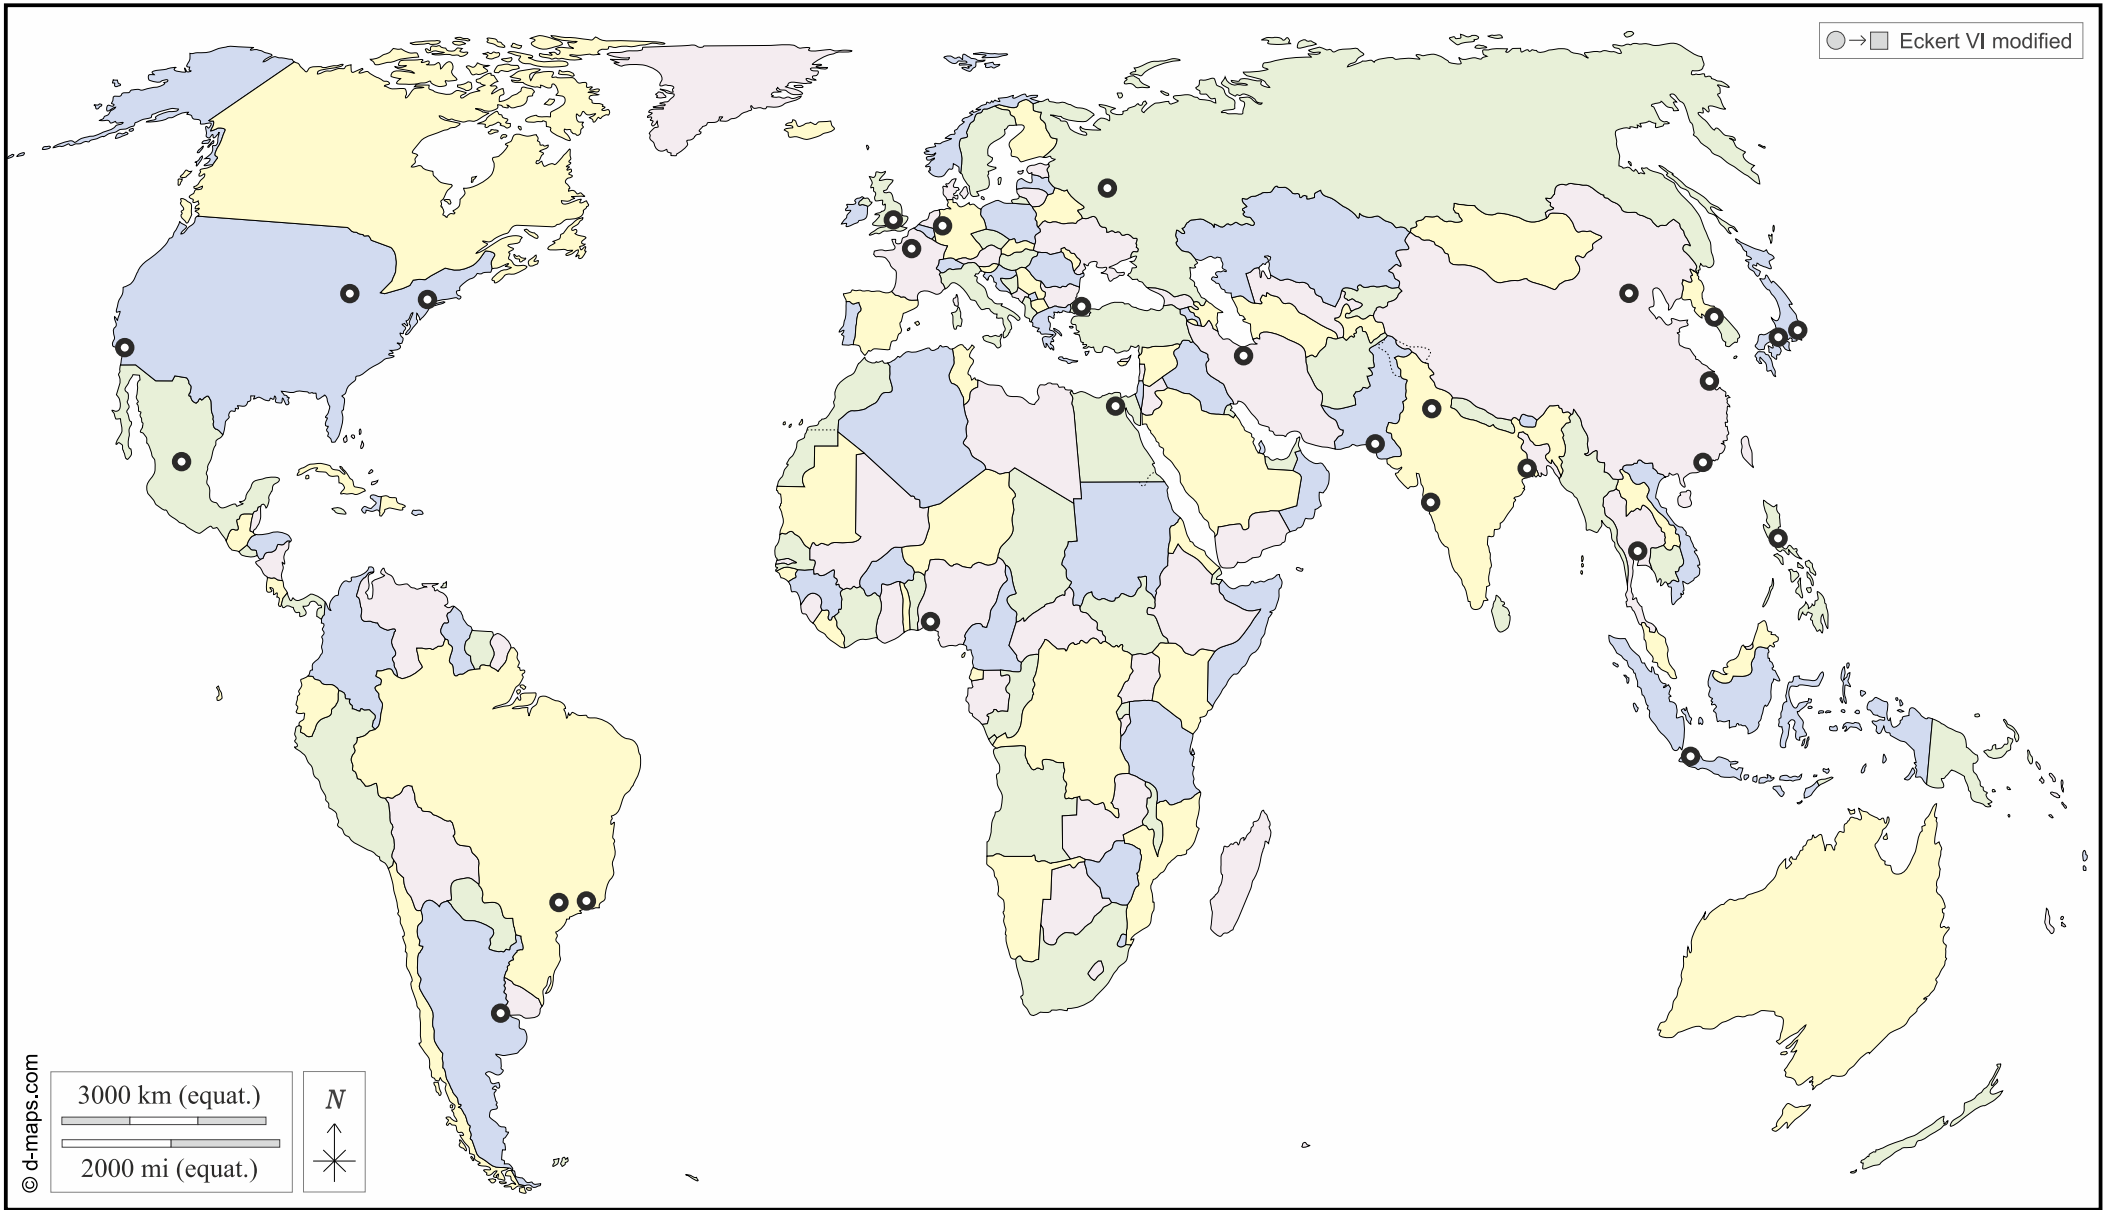 ○→□ Eckert VI modified
© d-maps.com
3000 km (equat.)
2000 mi (equat.)
N